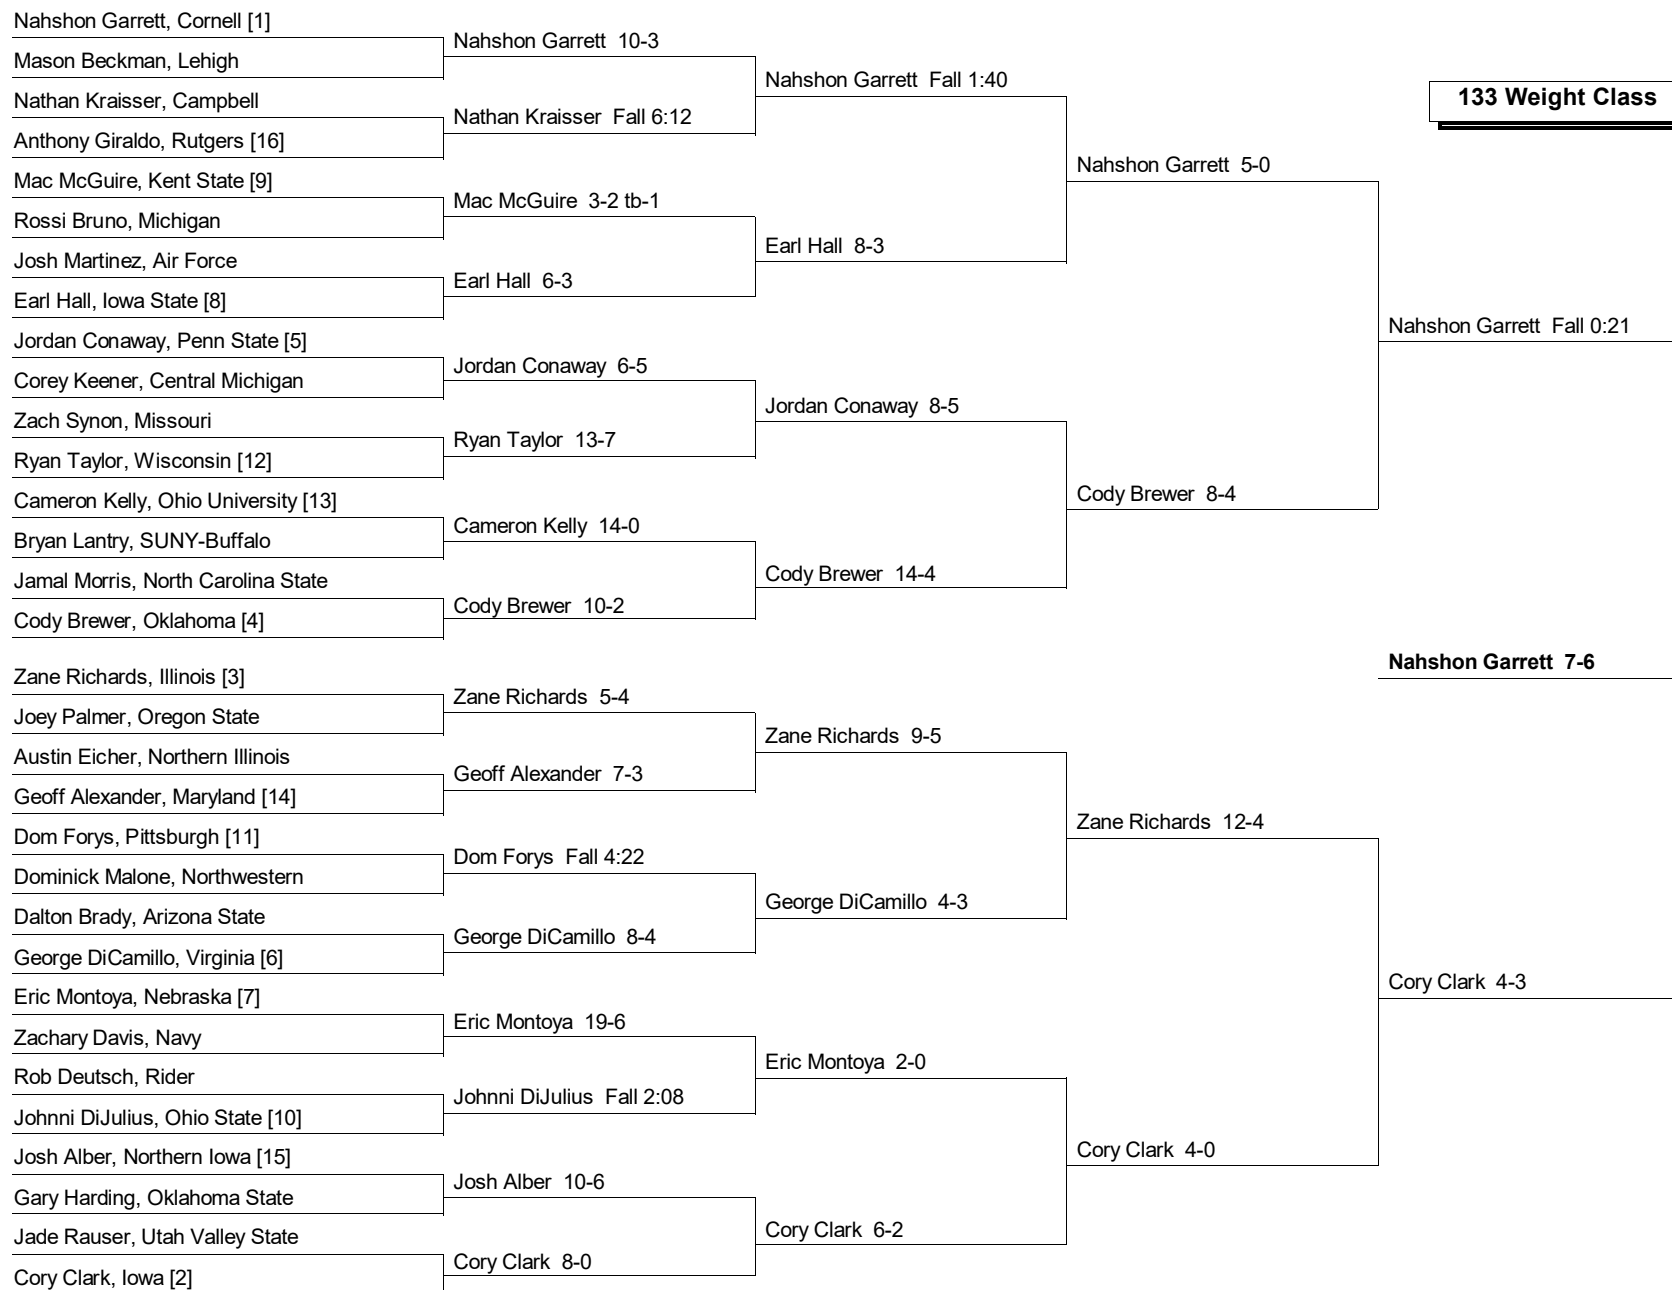 Nahshon Garrett, Cornell [1]
Mason Beckman, Lehigh
Nathan Kraisser, Campbell
Anthony Giraldo, Rutgers [16]
Mac McGuire, Kent State [9]
Rossi Bruno, Michigan
Josh Martinez, Air Force
Earl Hall, Iowa State [8]
Jordan Conaway, Penn State [5]
Corey Keener, Central Michigan
Zach Synon, Missouri
Ryan Taylor, Wisconsin [12]
Cameron Kelly, Ohio University [13]
Bryan Lantry, SUNY-Buffalo
Jamal Morris, North Carolina State
Cody Brewer, Oklahoma [4]
Zane Richards, Illinois [3]
Joey Palmer, Oregon State
Austin Eicher, Northern Illinois
Geoff Alexander, Maryland [14]
Dom Forys, Pittsburgh [11]
Dominick Malone, Northwestern
Dalton Brady, Arizona State
George DiCamillo, Virginia [6]
Eric Montoya, Nebraska [7]
Zachary Davis, Navy
Rob Deutsch, Rider
Johnni DiJulius, Ohio State [10]
Josh Alber, Northern Iowa [15]
Gary Harding, Oklahoma State
Jade Rauser, Utah Valley State
Cory Clark, Iowa [2]
Nahshon Garrett 10-3
Nathan Kraisser Fall 6:12
Mac McGuire 3-2 tb-1
Earl Hall 6-3
Jordan Conaway 6-5
Ryan Taylor 13-7
Cameron Kelly 14-0
Cody Brewer 10-2
Zane Richards 5-4
Geoff Alexander 7-3
Dom Forys Fall 4:22
George DiCamillo 8-4
Eric Montoya 19-6
Johnni DiJulius Fall 2:08
Josh Alber 10-6
Cory Clark 8-0
Nahshon Garrett Fall 1:40
Earl Hall 8-3
Jordan Conaway 8-5
Cody Brewer 14-4
Zane Richards 9-5
George DiCamillo 4-3
Eric Montoya 2-0
Cory Clark 6-2
Nahshon Garrett 5-0
Cody Brewer 8-4
Zane Richards 12-4
Cory Clark 4-0
133 Weight Class
Nahshon Garrett Fall 0:21
Nahshon Garrett 7-6
Cory Clark 4-3